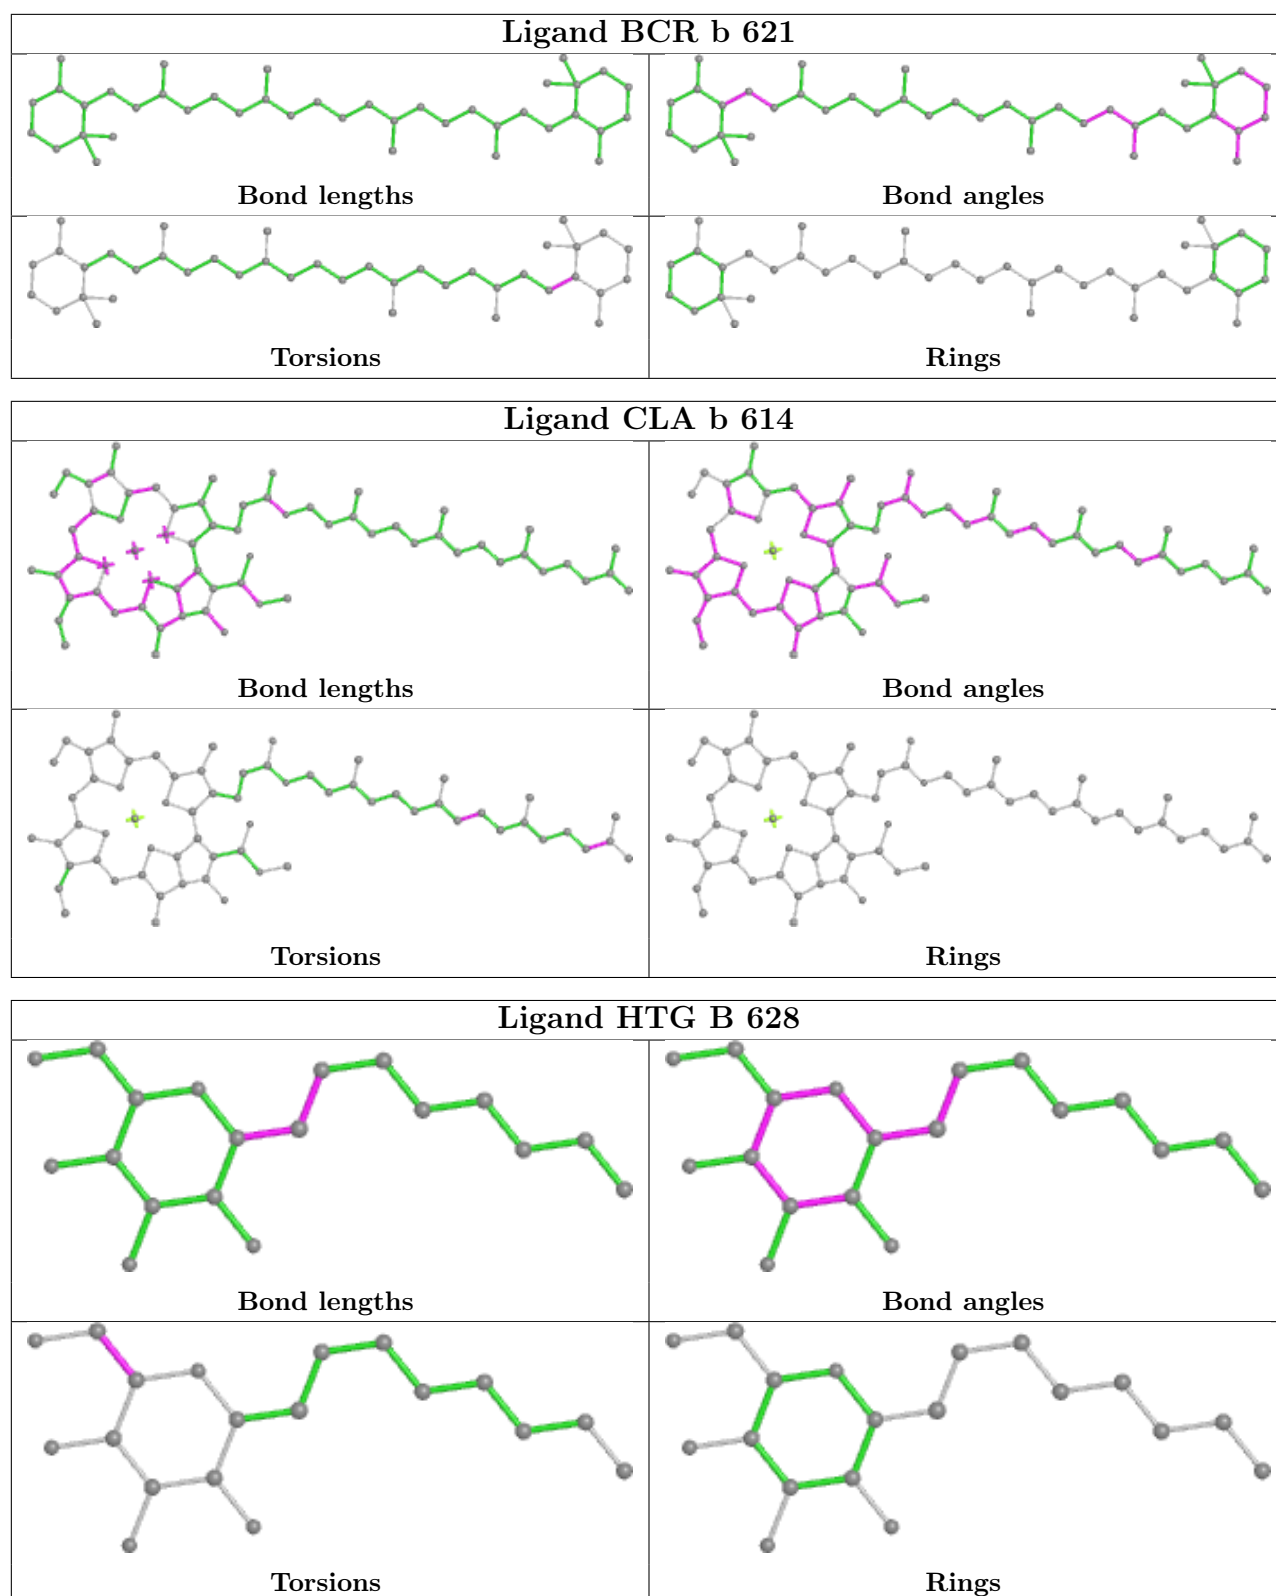 Ligand BCR b 621
Bond lengths
Bond angles
Torsions
Rings
Ligand CLA b 614
Bond lengths
Bond angles
Torsions
Rings
Ligand HTG B 628
Bond lengths
Bond angles
Torsions
Rings